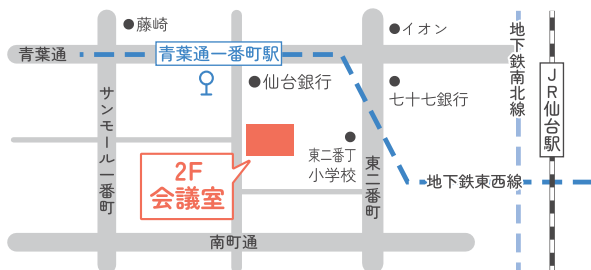 藤崎
イオン
青葉通
青葉通一番町駅
地下鉄南北線
仙台銀行
七十七銀行
JR仙台駅
サンモール一番町
東二番丁
小学校
東二番町
2F
会議室
地下鉄東西線
南町通